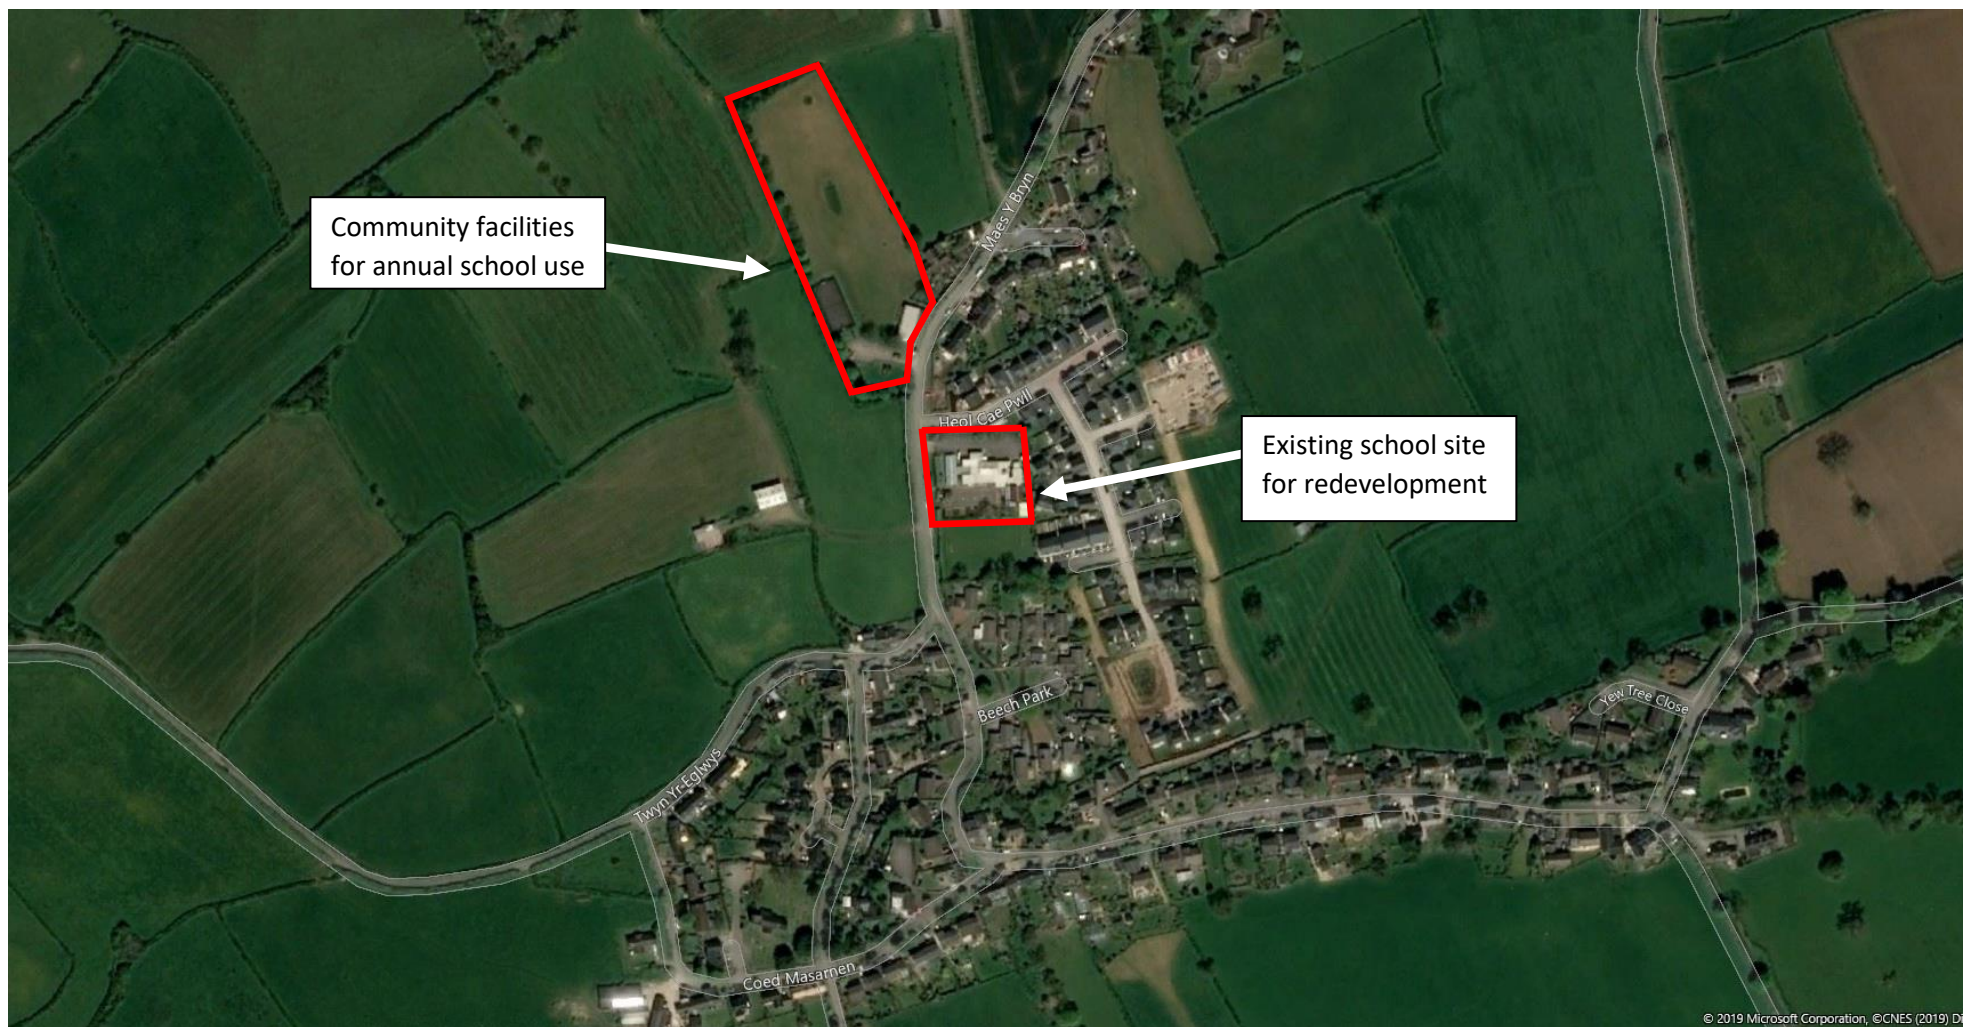 Community facilities
for annual school use
Maes Y Bryn
Heol Cae Pwll
Existing school site
for redevelopment
Yew Tree Close
Beech Park
Twyn Yr-Eglwys
Coed Masarnen
© 2019 Microsoft Corporation, ©CNES (2019) Di